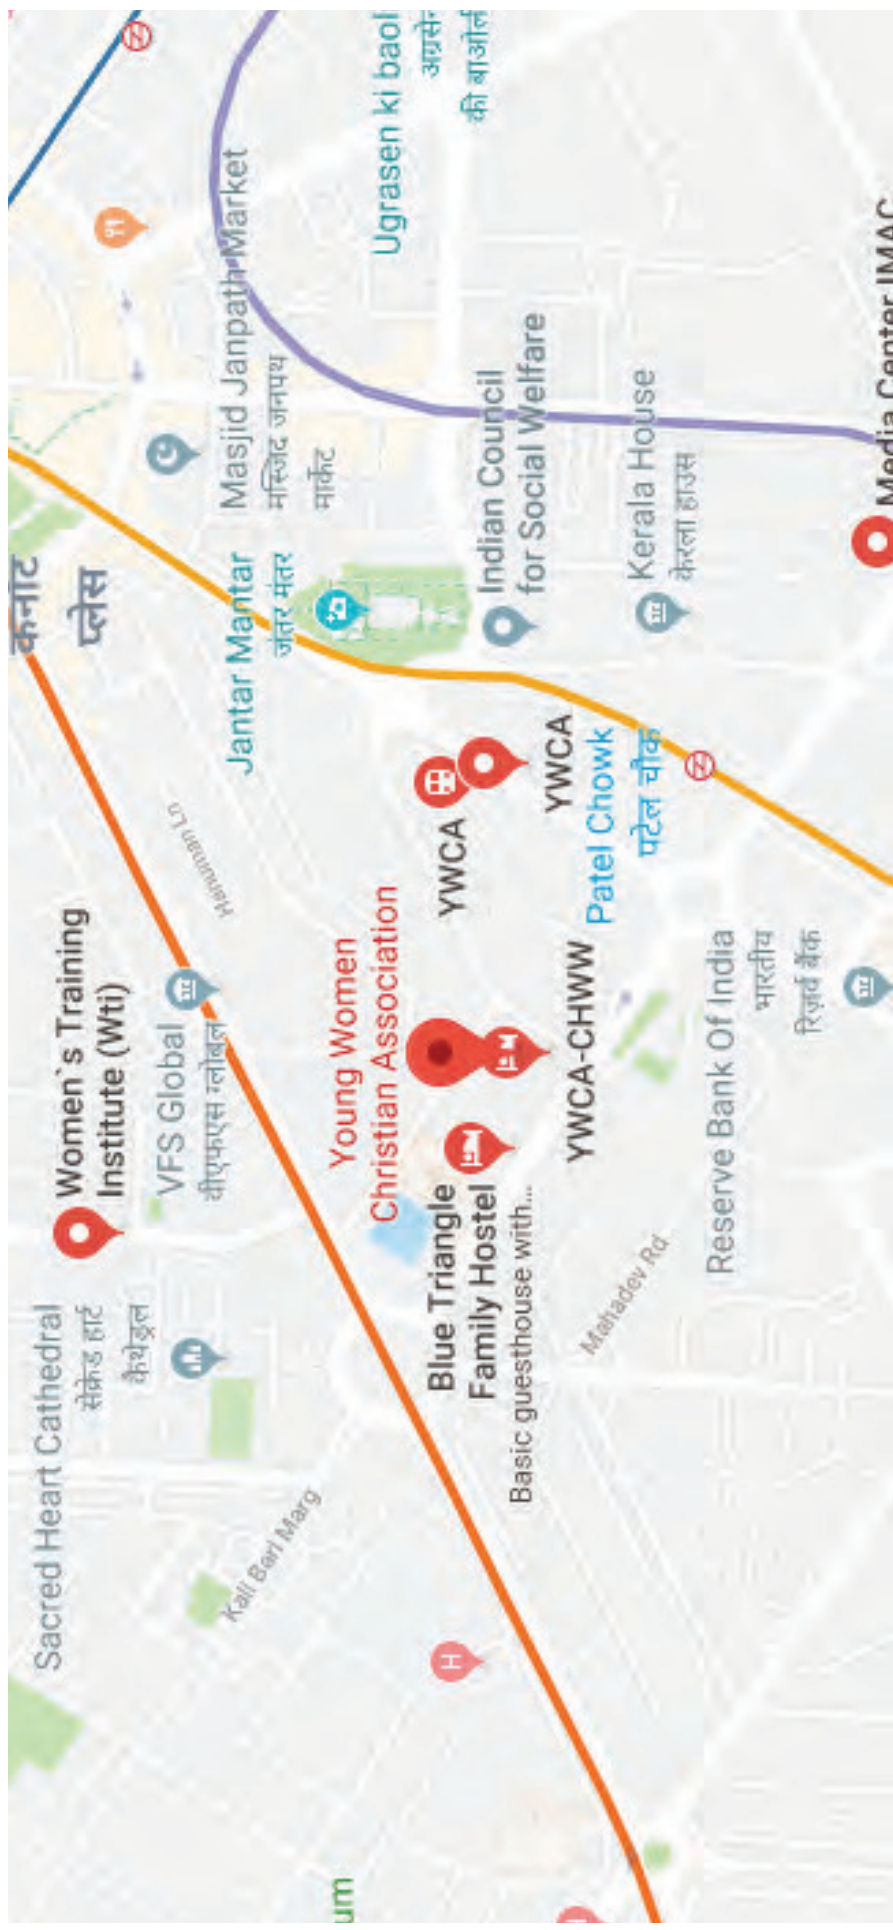 Sacred Heart Cathedral
सेक्रेड हार्ट
कैथेड्रल
Women`s Training
Institute (Wti)
VFS Global
वीएफएस ग्लोबल
Hanuman Ln
कनॉट
प्लेस
Masjid Janpath Market
मस्जिद जनपथ
मार्केट
Jantar Mantar
जंतर मंतर
Ugrasen ki baoli
अग्रसेन
की बाओली
Kali Bari Marg
um
Young Women
Christian Association
Blue Triangle
Family Hostel
Basic guesthouse with...
YWCA
YWCA
YWCA-CHWW
Indian Council
for Social Welfare
Kerala House
केरला हाउस
Patel Chowk
पटेल चौक
Mahadev Rd
Reserve Bank Of India
भारतीय
रिज़र्व बैंक
Media Center IMAC
H